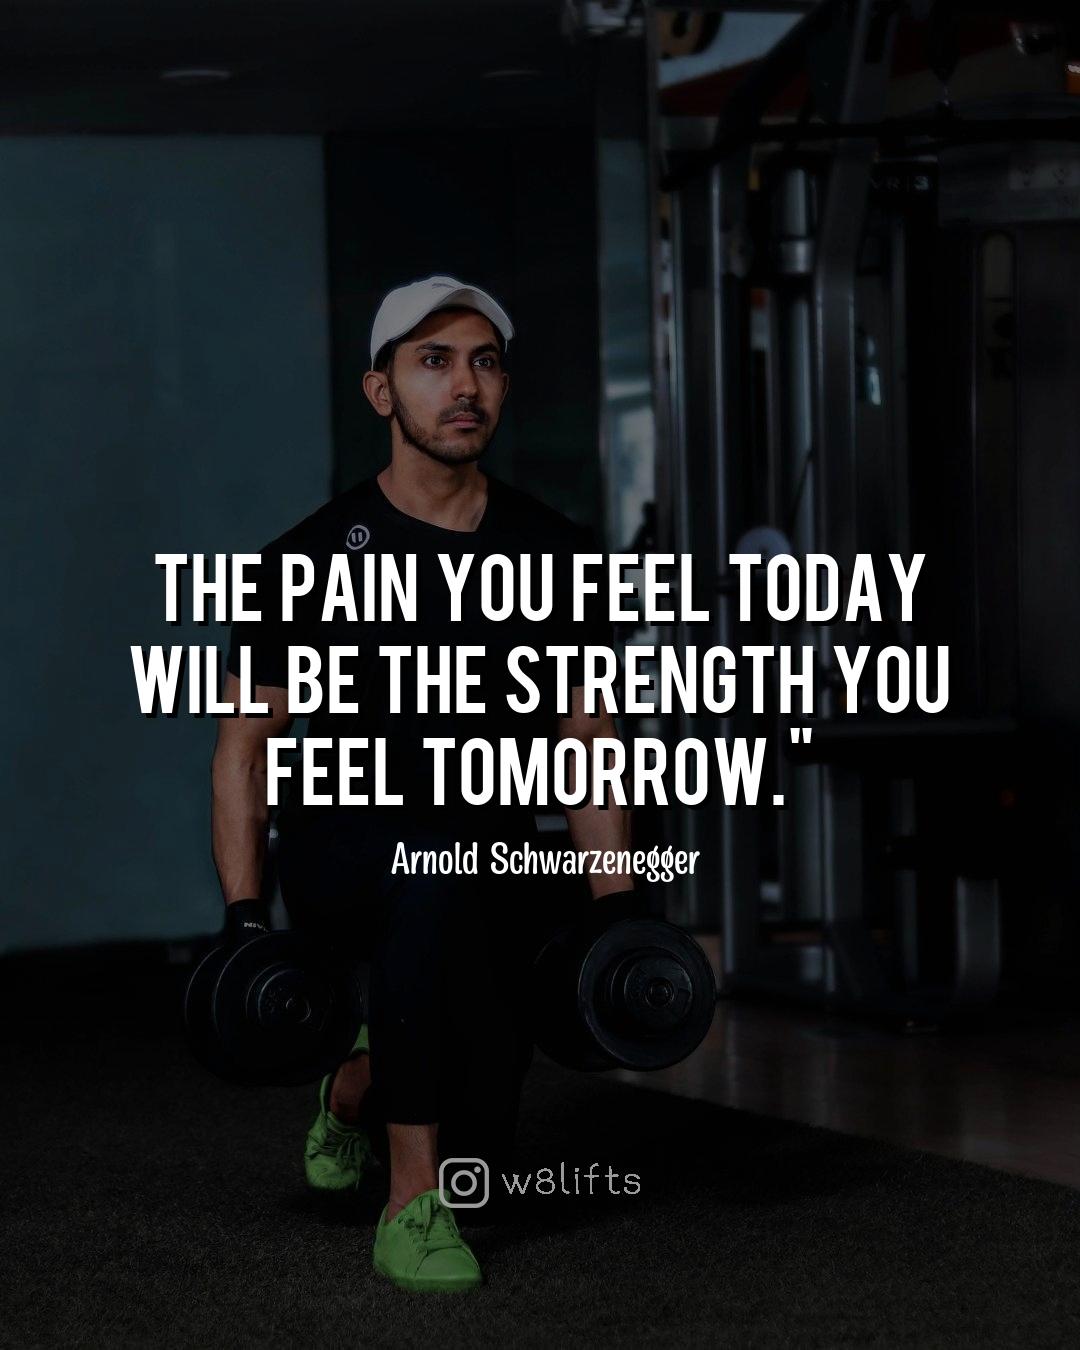 THE PAIN YOU FEEL TODAY
WILL BE THE STRENGTH YOU
FEEL TOMORROW."
Arnold Schwarzenegger
w8lifts